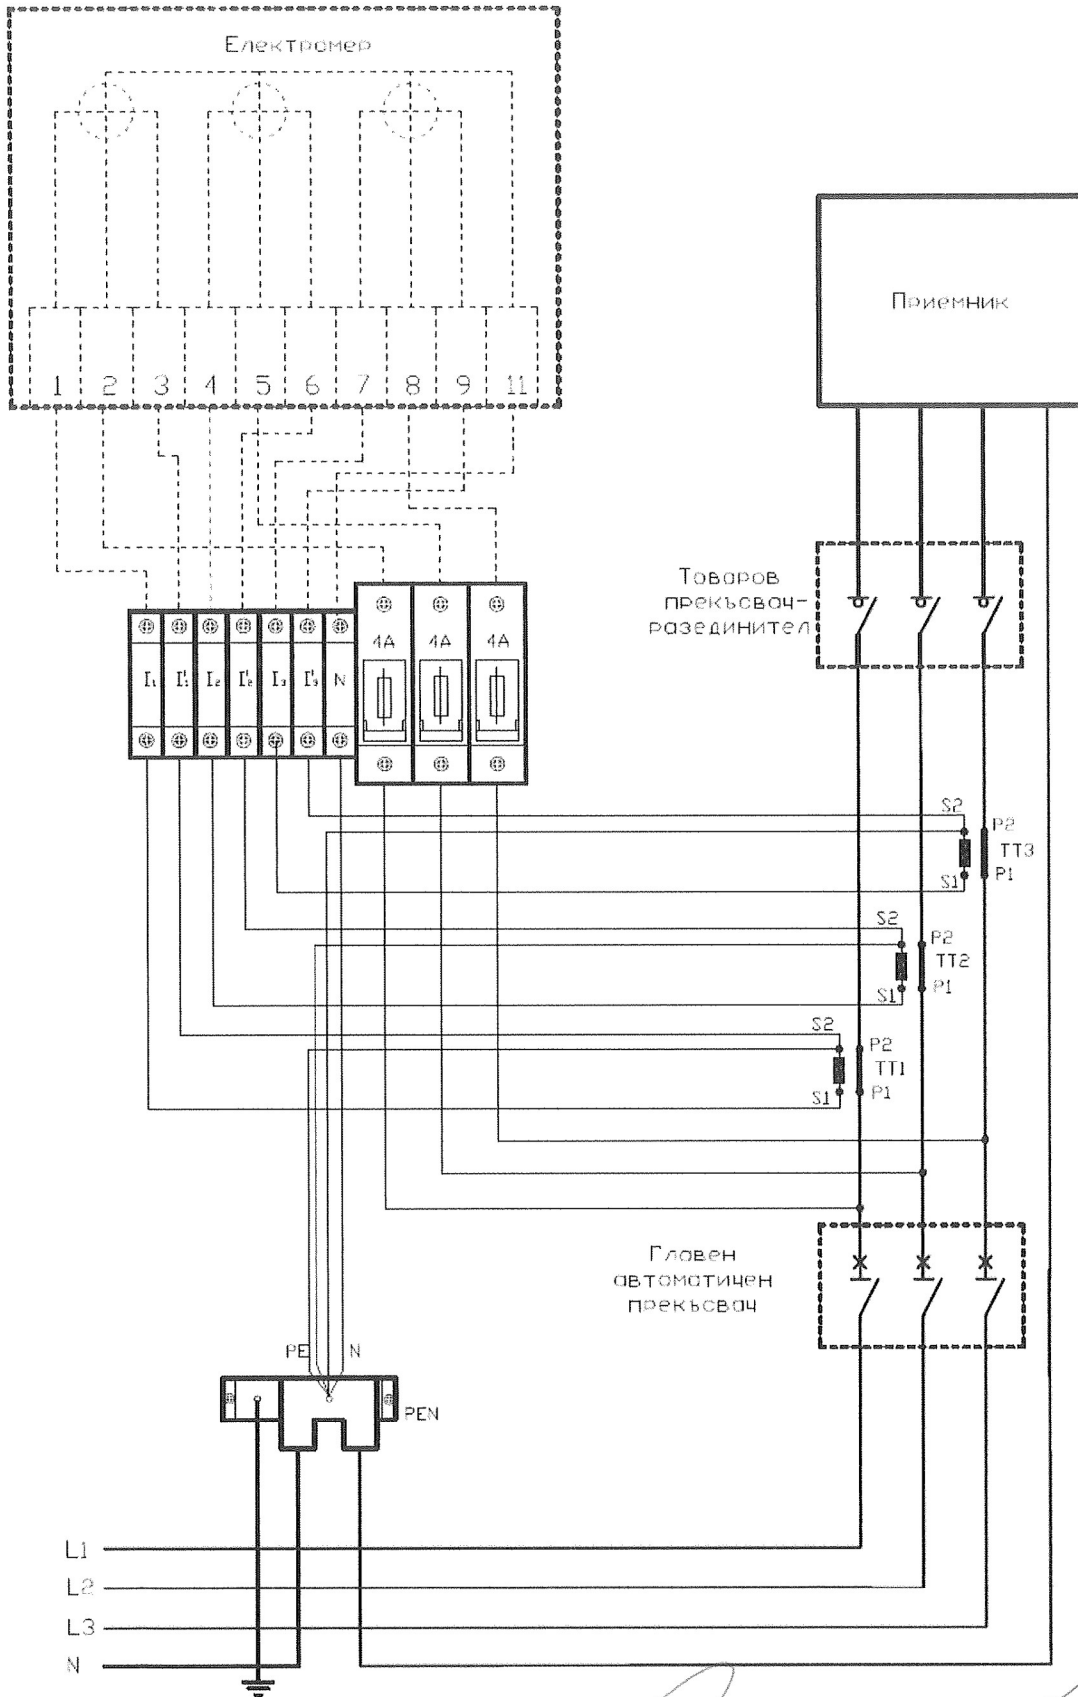 Електромер
1 2 3 4 5 6 7 8 9 11
Приемник
Товаров
прекъсвач-
разединител
4A 4A 4A
I1 I'1 I2 I'2 I3 I'3 N
S2
P2
TT3
S1
P1
S2
P2
TT2
S1
P1
S2
P2
TT1
S1
P1
Главен
автоматичен
прекъсвач
PE N
PEN
L1
L2
L3
N